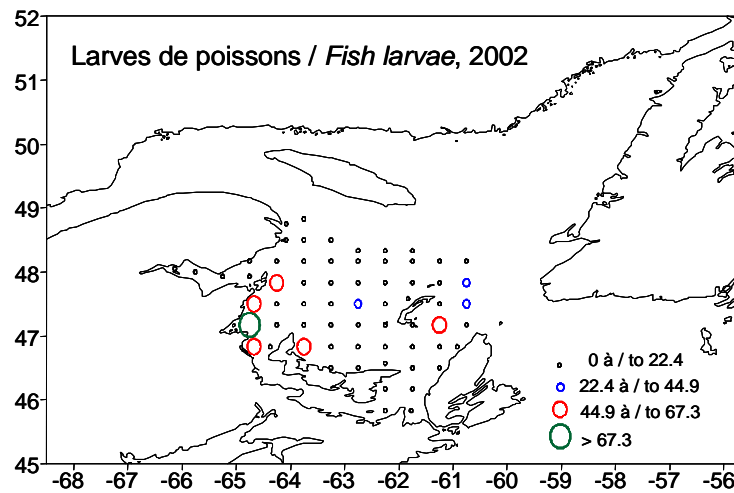 Larves de poissons / Fish larvae, 2002
52
51
50
49
48
47
46
45
0 à / to 22.4
22.4 à / to 44.9
44.9 à / to 67.3
> 67.3
-68 -67 -66 -65 -64 -63 -62 -61 -60 -59 -58 -57 -56